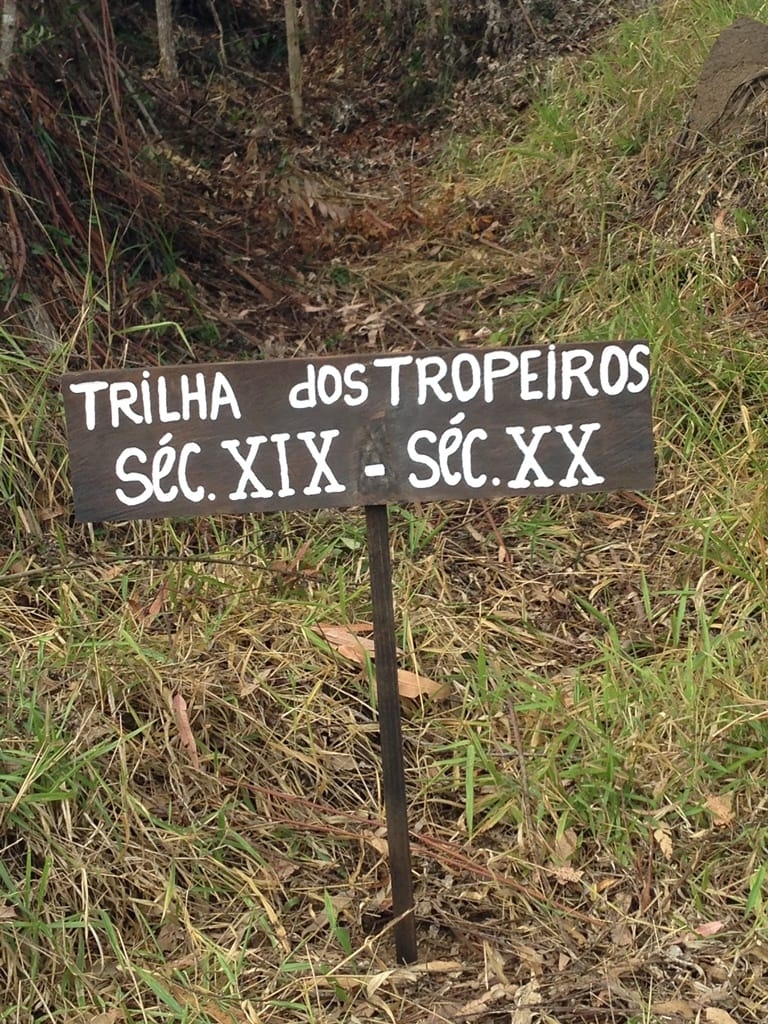 TRiLHA dos TROPEiROS
Séc. XIX - Séc. XX